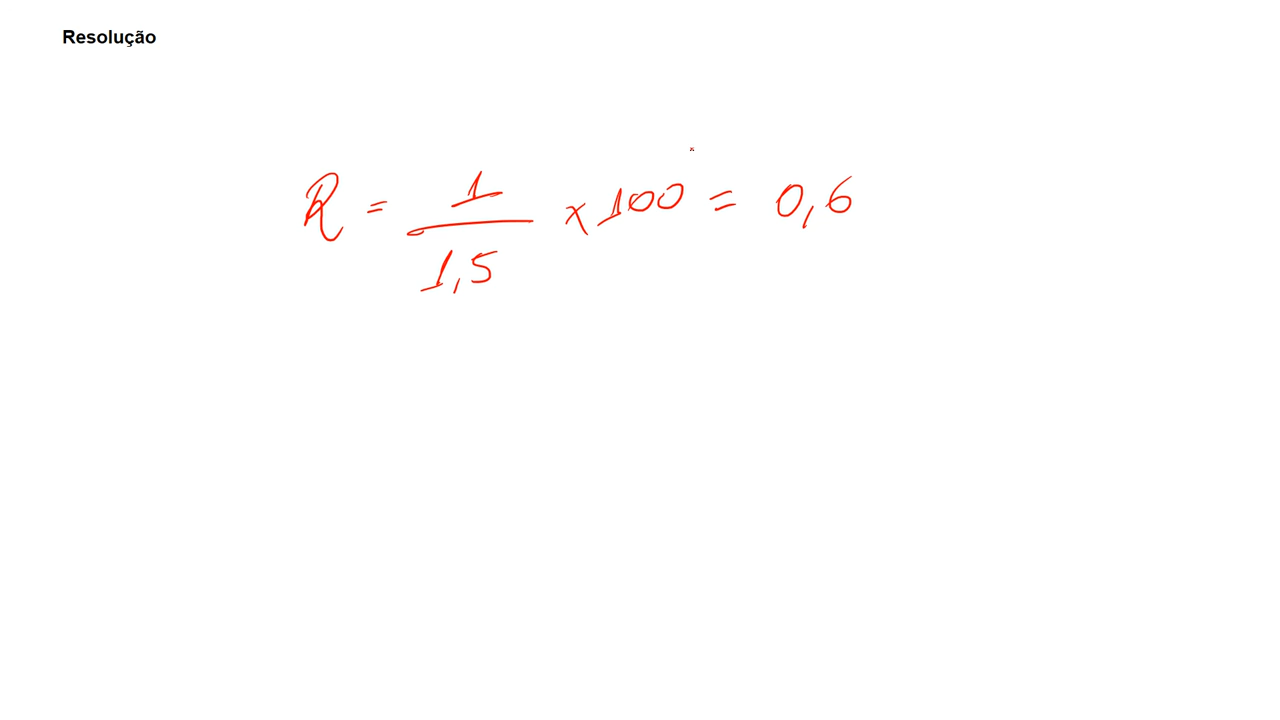 Resolução
R = 1/1,5 x 100 = 0,6